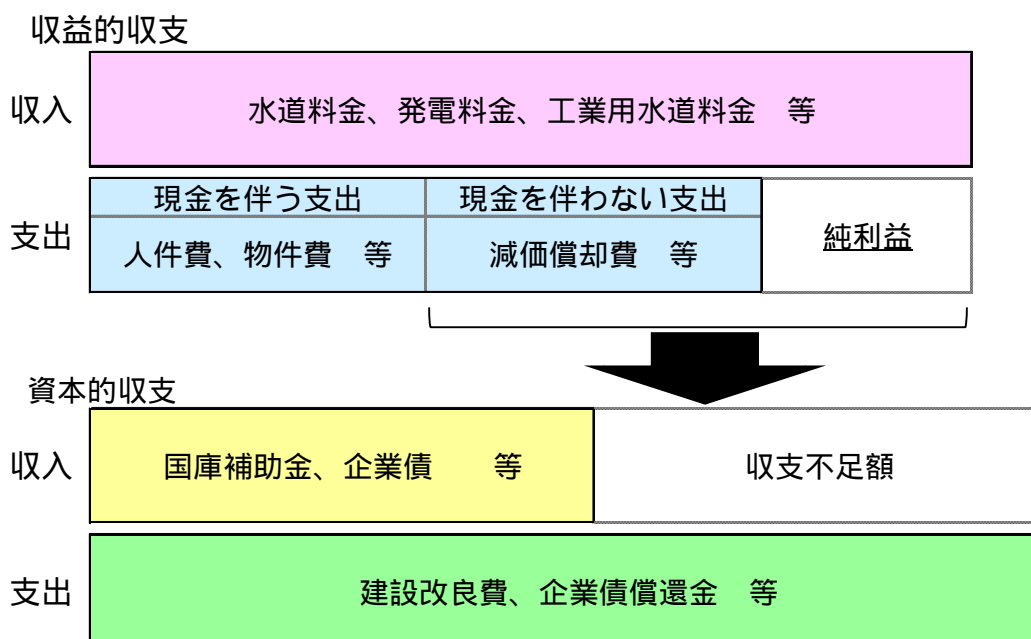 収益的収支
収入
水道料金、発電料金、工業用水道料金　等
支出
現金を伴う支出
現金を伴わない支出
人件費、物件費　等
減価償却費　等
純利益
資本的収支
収入
国庫補助金、企業債　　等
収支不足額
支出
建設改良費、企業債償還金　等